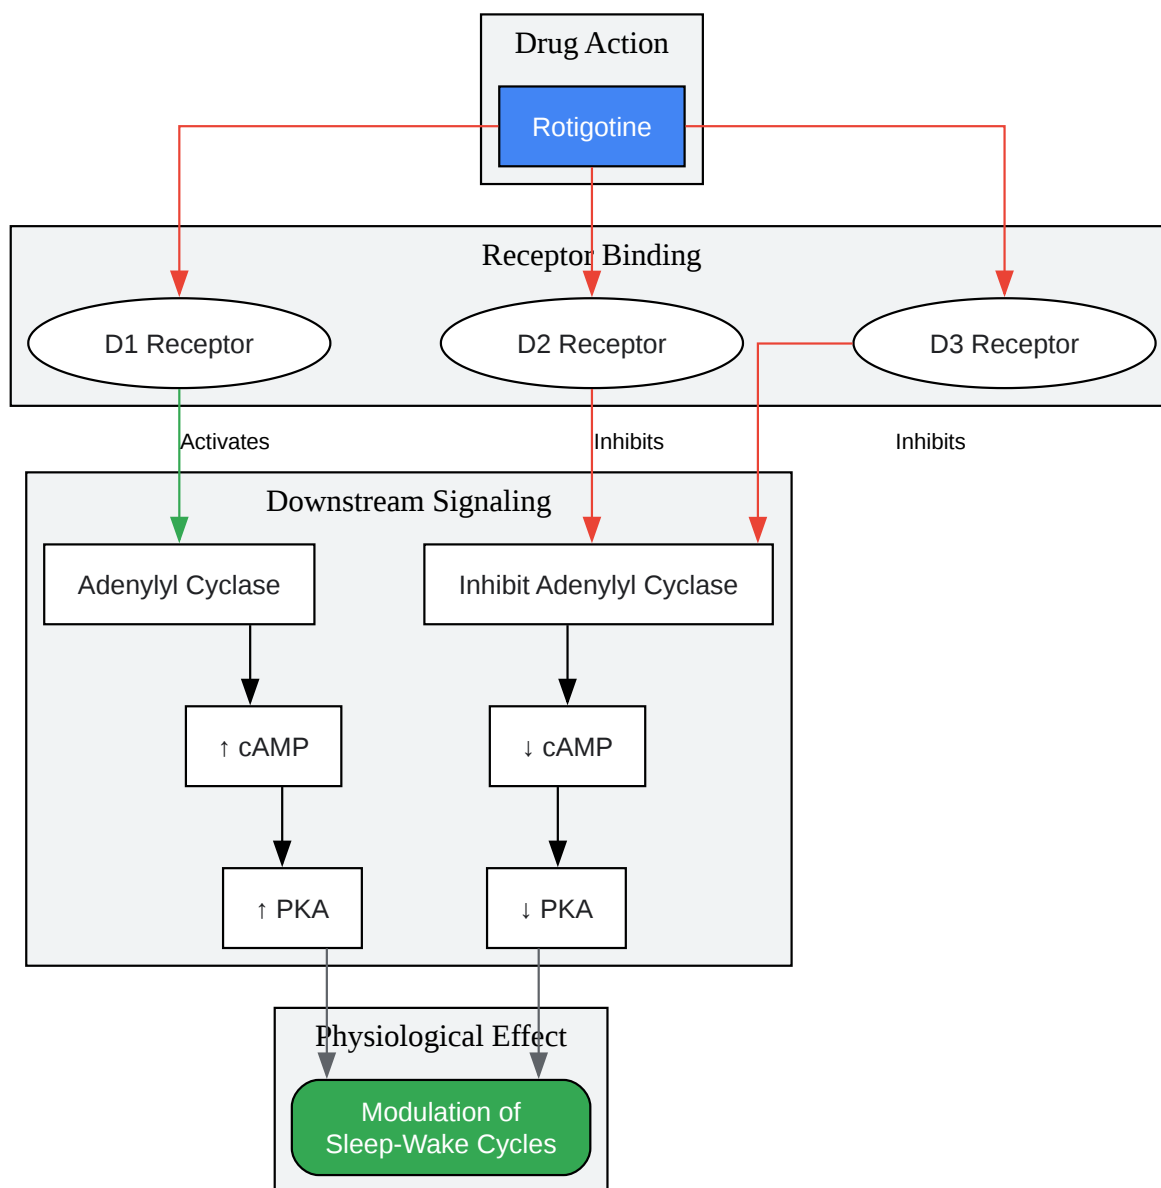 Drug Action
Rotigotine
Receptor Binding
D1 Receptor
D2 Receptor
D3 Receptor
Activates
Inhibits
Inhibits
Downstream Signaling
Adenylyl Cyclase
Inhibit Adenylyl Cyclase
↑ cAMP
↓ cAMP
↑ PKA
↓ PKA
Physiological Effect
Modulation of
Sleep-Wake Cycles